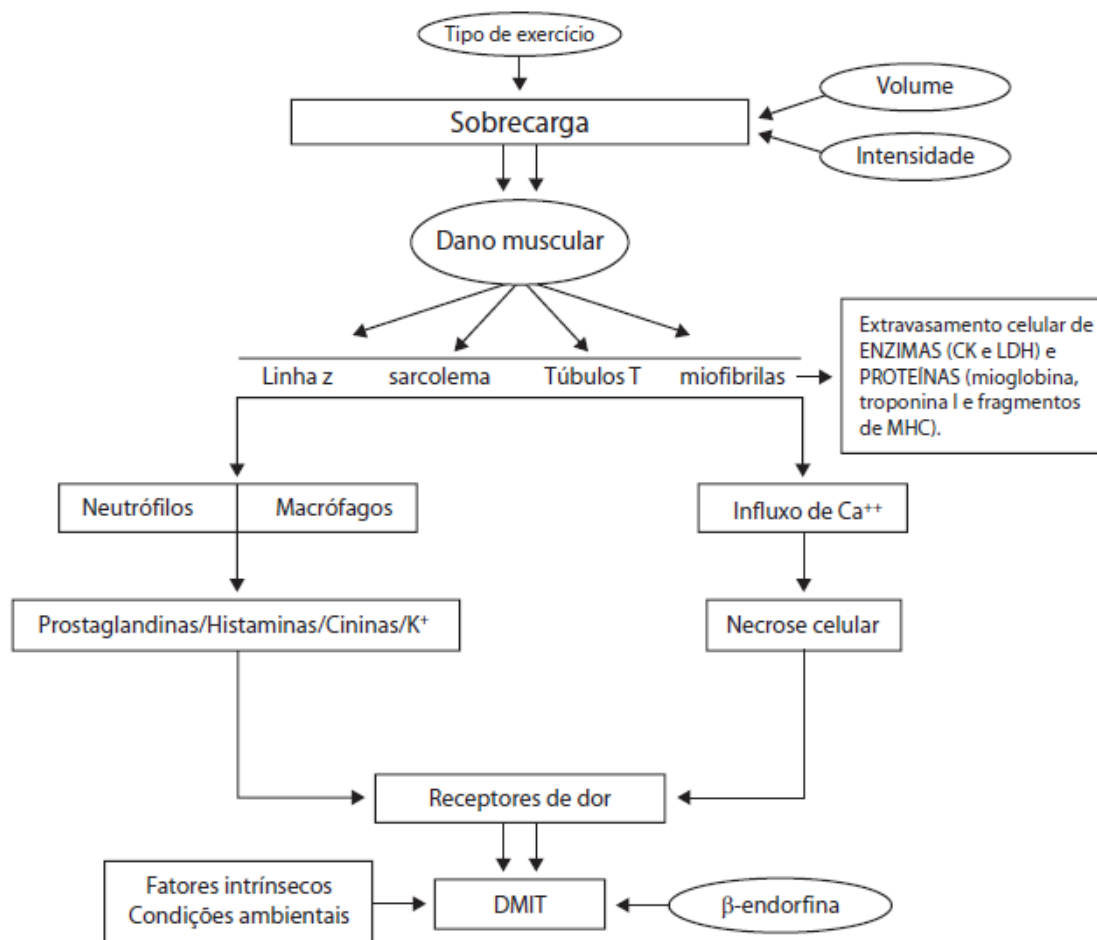 Tipo de exercício
Volume
Sobrecarga
Intensidade
Dano muscular
Extravasamento celular de
ENZIMAS (CK e LDH) e
PROTEÍNAS (mioglobina,
troponina I e fragmentos
de MHC).
Linha z sarcolema Túbulos T miofibrilas
Neutrófilos Macrófagos
Influxo de Ca⁺⁺
Prostaglandinas/Histaminas/Cininas/K⁺
Necrose celular
Receptores de dor
Fatores intrínsecos
Condições ambientais
DMIT
β-endorfina